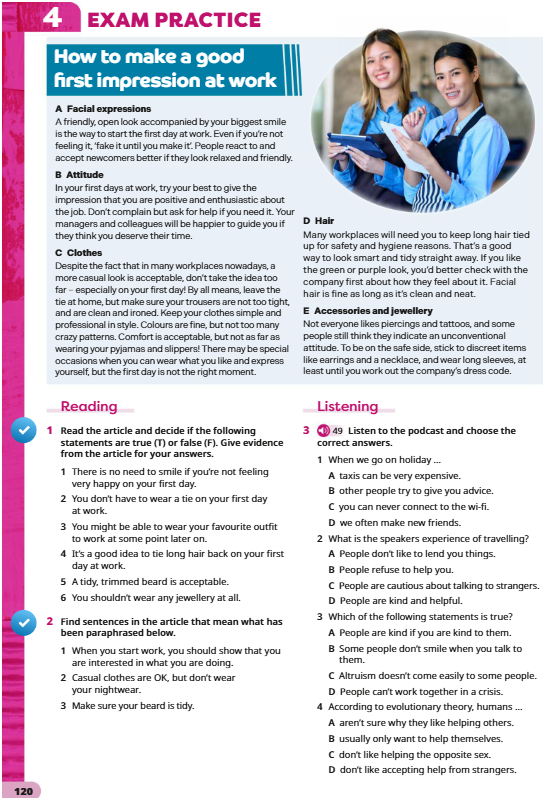 4 EXAM PRACTICE
How to make a good
first impression at work
A Facial expressions
A friendly, open look accompanied by your biggest smile
is the way to start the first day at work. Even if you're not
feeling it, 'fake it until you make it'. People react to and
accept newcomers better if they look relaxed and friendly.
B Attitude
In your first days at work, try your best to give the
impression that you are positive and enthusiastic about
the job. Don't complain but ask for help if you need it. Your
managers and colleagues will be happier to guide you if
they think you deserve their time.
C Clothes
Despite the fact that in many workplaces nowadays, a
more casual look is acceptable, don't take the idea too
far – especially on your first day! By all means, leave the
tie at home, but make sure your trousers are not too tight,
and are clean and ironed. Keep your clothes simple and
professional in style. Colours are fine, but not too many
crazy patterns. Comfort is acceptable, but not as far as
wearing your pyjamas and slippers! There may be special
occasions when you can wear what you like and express
yourself, but the first day is not the right moment.
D Hair
Many workplaces will need you to keep long hair tied
up for safety and hygiene reasons. That's a good
way to look smart and tidy straight away. If you like
the green or purple look, you'd better check with the
company first about how they feel about it. Facial
hair is fine as long as it's clean and neat.
E Accessories and jewellery
Not everyone likes piercings and tattoos, and some
people still think they indicate an unconventional
attitude. To be on the safe side, stick to discreet items
like earrings and a necklace, and wear long sleeves, at
least until you work out the company's dress code.
Reading
1 Read the article and decide if the following
statements are true (T) or false (F). Give evidence
from the article for your answers.
1 There is no need to smile if you're not feeling
very happy on your first day.
2 You don't have to wear a tie on your first day
at work.
3 You might be able to wear your favourite outfit
to work at some point later on.
4 It's a good idea to tie long hair back on your first
day at work.
5 A tidy, trimmed beard is acceptable.
6 You shouldn't wear any jewellery at all.
2 Find sentences in the article that mean what has
been paraphrased below.
1 When you start work, you should show that you
are interested in what you are doing.
2 Casual clothes are OK, but don't wear
your nightwear.
3 Make sure your beard is tidy.
Listening
3 49 Listen to the podcast and choose the
correct answers.
1 When we go on holiday ...
A taxis can be very expensive.
B other people try to give you advice.
C you can never connect to the wi-fi.
D we often make new friends.
2 What is the speakers experience of travelling?
A People don't like to lend you things.
B People refuse to help you.
C People are cautious about talking to strangers.
D People are kind and helpful.
3 Which of the following statements is true?
A People are kind if you are kind to them.
B Some people don't smile when you talk to
them.
C Altruism doesn't come easily to some people.
D People can't work together in a crisis.
4 According to evolutionary theory, humans ...
A aren't sure why they like helping others.
B usually only want to help themselves.
C don't like helping the opposite sex.
D don't like accepting help from strangers.
120